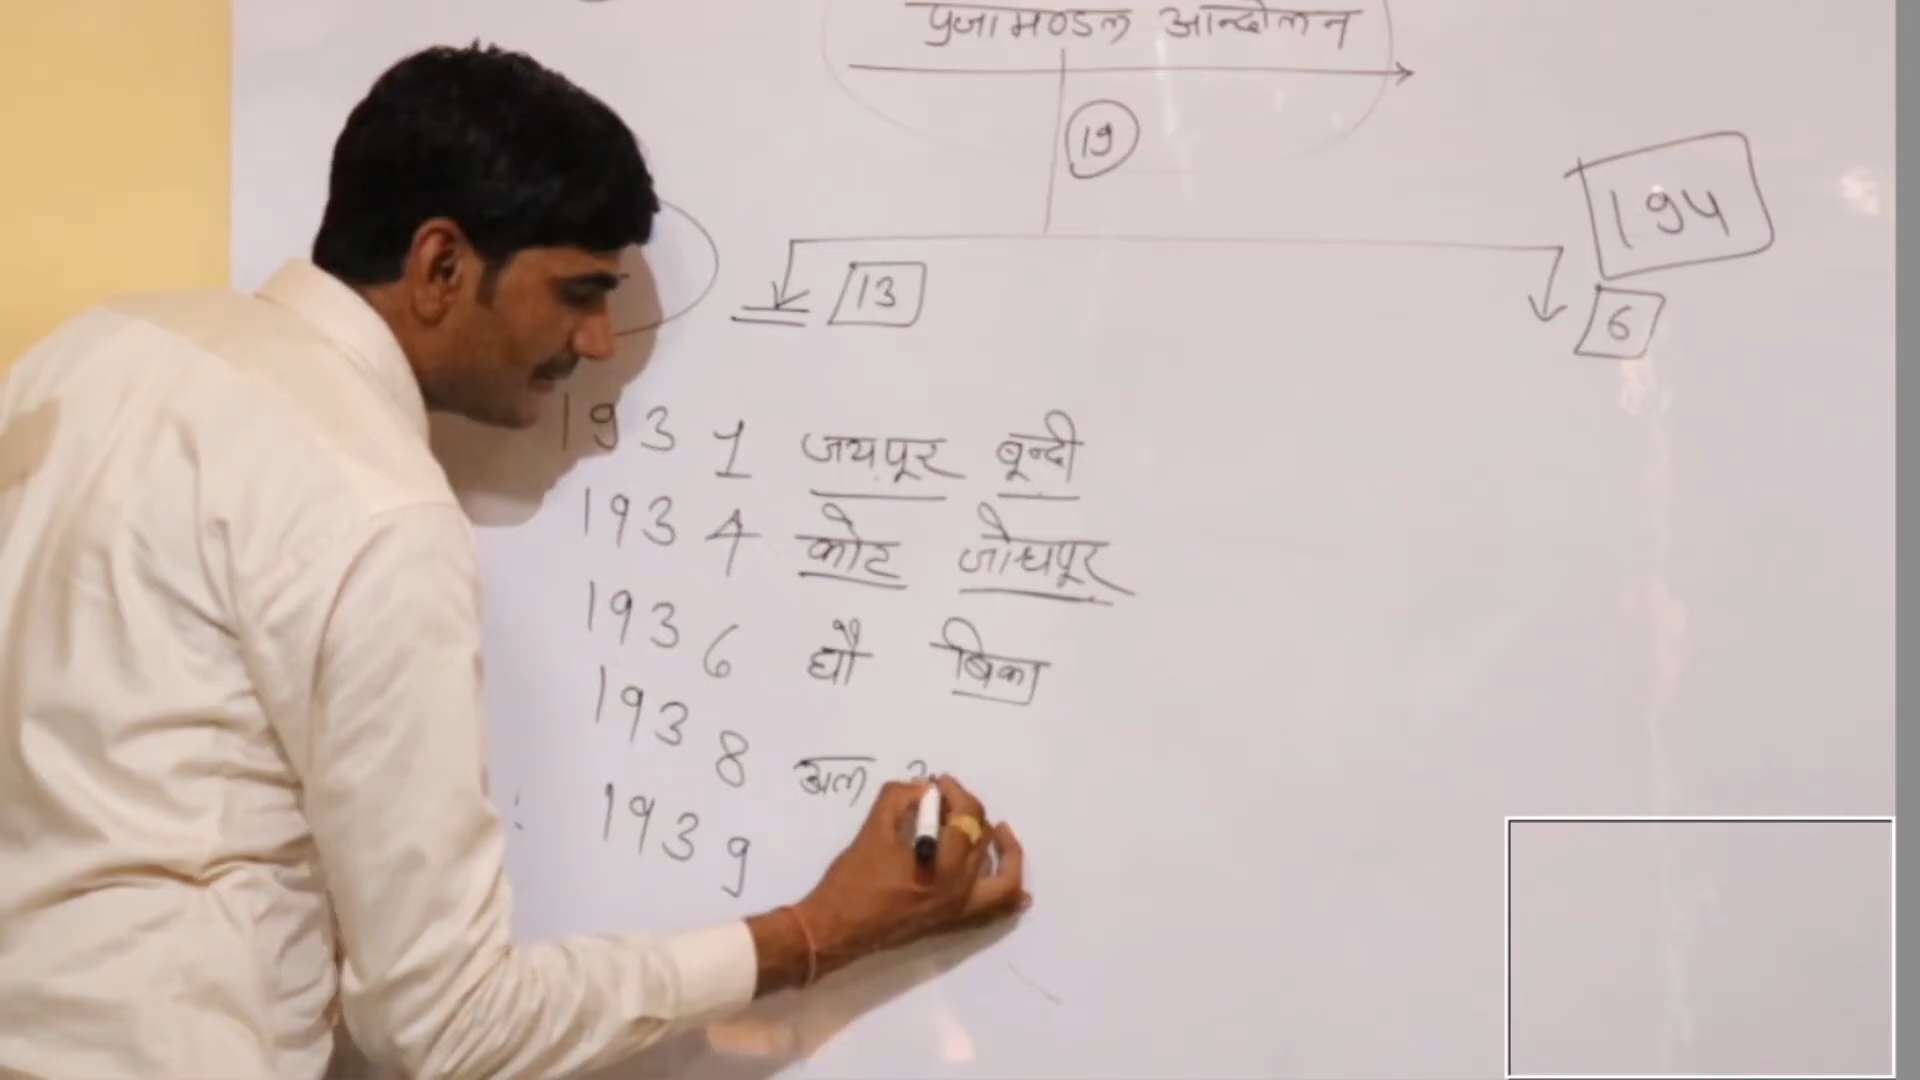 प्रजामण्डल आन्दोलन
19
194
13
6
1931 जयपूर बून्दी
1934 कोट जोधपूर
1936 धौ बिका
1938 अल
1939